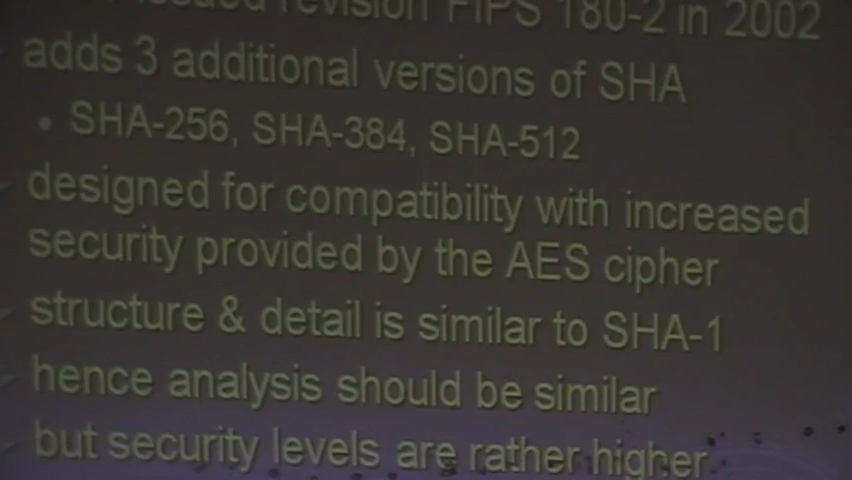 issued revision FIPS 180-2 in 2002
adds 3 additional versions of SHA
• SHA-256, SHA-384, SHA-512
designed for compatibility with increased
security provided by the AES cipher
structure & detail is similar to SHA-1
hence analysis should be similar
but security levels are rather higher